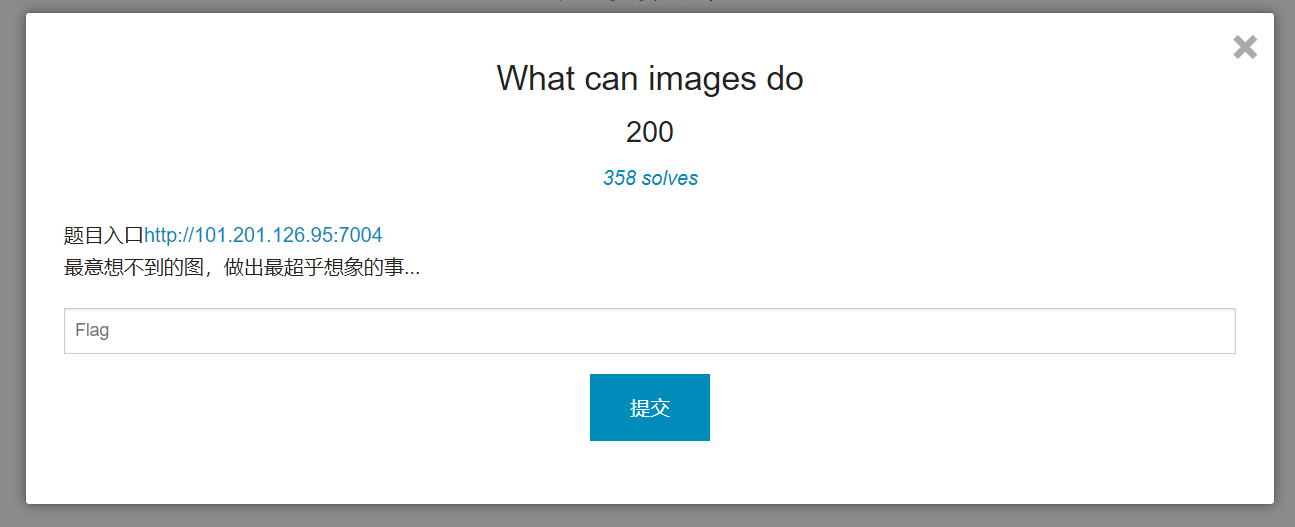 What can images do
200
358 solves
题目入口http://101.201.126.95:7004
最意想不到的图，做出最超乎想象的事...
Flag
提交